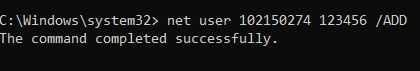 C:\Windows\system32> net user 102150274 123456 /ADD
The command completed successfully.